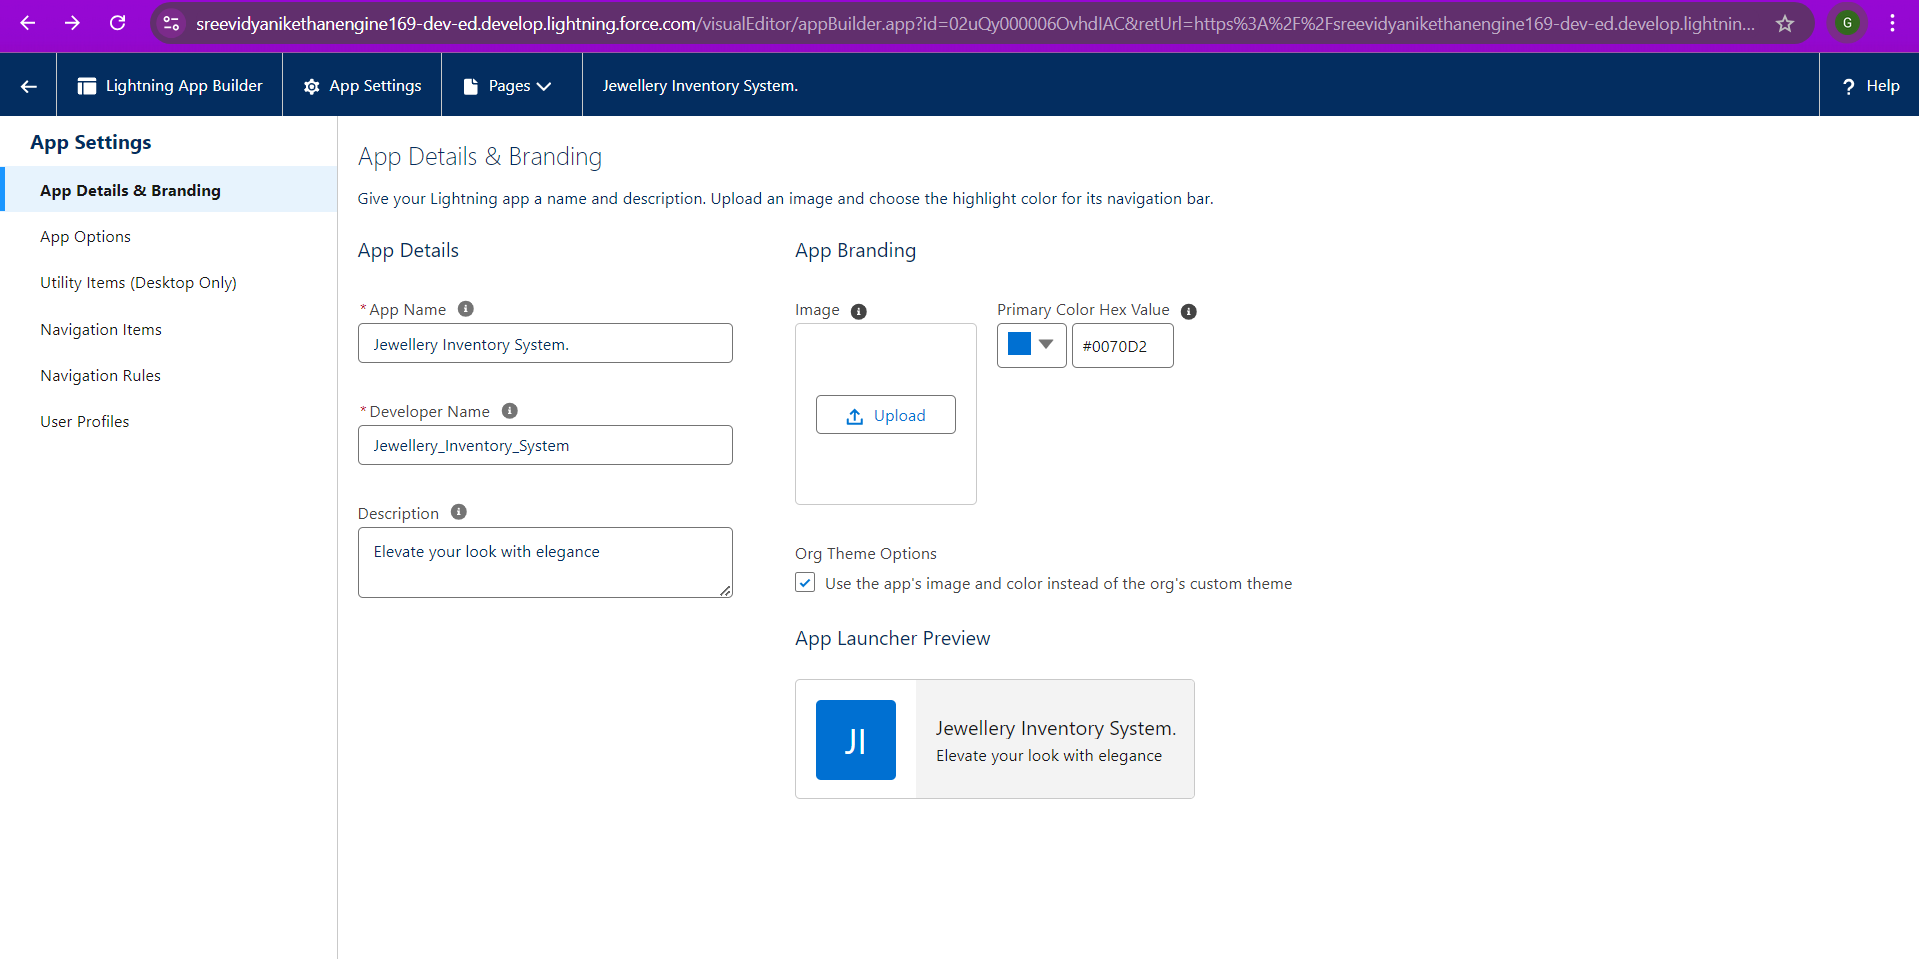 sreevidyanikethanengine169-dev-ed.develop.lightning.force.com/visualEditor/appBuilder.app?id=02uQy000006OvhdIAC&retUrl=https%3A%2F%2Fsreevidyanikethanengine169-dev-ed.develop.lightnin...
G
Lightning App Builder
App Settings
Pages
Jewellery Inventory System.
? Help
App Settings
App Details & Branding
App Options
Utility Items (Desktop Only)
Navigation Items
Navigation Rules
User Profiles
App Details & Branding
Give your Lightning app a name and description. Upload an image and choose the highlight color for its navigation bar.
App Details
* App Name
Jewellery Inventory System.
* Developer Name
Jewellery_Inventory_System
Description
Elevate your look with elegance
App Branding
Image
Upload
Primary Color Hex Value
#0070D2
Org Theme Options
Use the app's image and color instead of the org's custom theme
App Launcher Preview
JI
Jewellery Inventory System.
Elevate your look with elegance